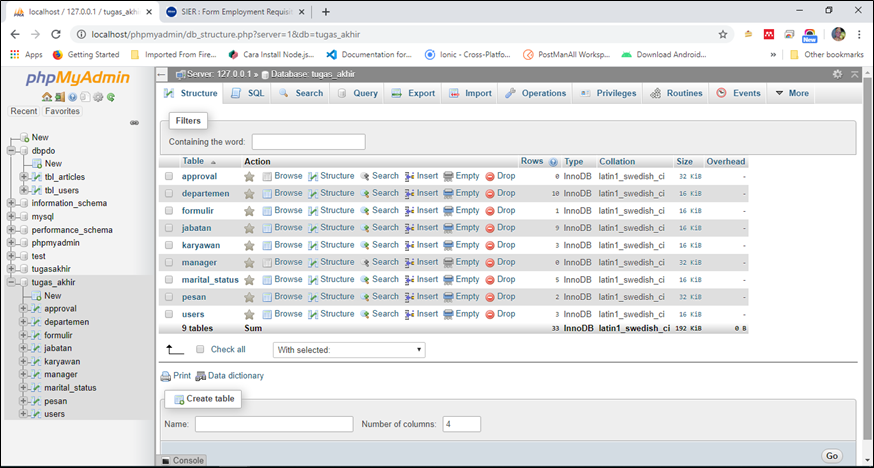 localhost / 127.0.0.1 / tugas_akhir
SIER : Form Employment Requisit
localhost/phpmyadmin/db_structure.php?server=1&db=tugas_akhir
Apps Getting Started Imported From Fire... Cara Install Node.js... Documentation for... Ionic - Cross-Platfo... PostManAll Worksp... Download Android... » Other bookmarks
New
phpMyAdmin
Recent Favorites
New
dbpdo
New
tbl_articles
tbl_users
information_schema
mysql
performance_schema
phpmyadmin
test
tugasakhir
tugas_akhir
New
approval
departemen
formulir
jabatan
karyawan
manager
marital_status
pesan
users
Server: 127.0.0.1 » Database: tugas_akhir
Structure SQL Search Query Export Import Operations Privileges Routines Events More
Filters
Containing the word:
Table Action Rows Type Collation Size Overhead
approval Browse Structure Search Insert Empty Drop 0 InnoDB latin1_swedish_ci 32 KiB -
departemen Browse Structure Search Insert Empty Drop 10 InnoDB latin1_swedish_ci 16 KiB -
formulir Browse Structure Search Insert Empty Drop 1 InnoDB latin1_swedish_ci 16 KiB -
jabatan Browse Structure Search Insert Empty Drop 9 InnoDB latin1_swedish_ci 16 KiB -
karyawan Browse Structure Search Insert Empty Drop 3 InnoDB latin1_swedish_ci 16 KiB -
manager Browse Structure Search Insert Empty Drop 0 InnoDB latin1_swedish_ci 32 KiB -
marital_status Browse Structure Search Insert Empty Drop 5 InnoDB latin1_swedish_ci 16 KiB -
pesan Browse Structure Search Insert Empty Drop 2 InnoDB latin1_swedish_ci 32 KiB -
users Browse Structure Search Insert Empty Drop 3 InnoDB latin1_swedish_ci 16 KiB -
9 tables Sum 33 InnoDB latin1_swedish_ci 192 KiB 0 B
Check all With selected:
Print Data dictionary
Create table
Name: Number of columns: 4
Go
Console